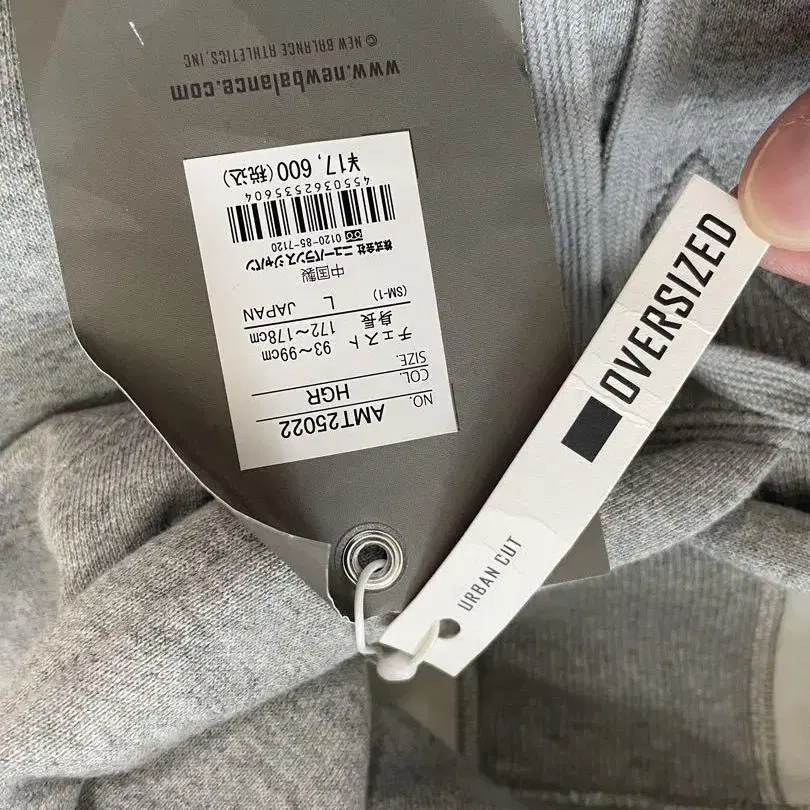 NO. AMT25022
COL. HGR
SIZE.
チェスト 93～99cm
身長 172～178cm
(SM-1) L JAPAN
中国製
株式会社 ニューバランスジャパン
0120-85-7120
4550362535604
¥17,600(税込)
www.newbalance.com
© NEW BALANCE ATHLETICS, INC
URBAN CUT
OVERSIZED